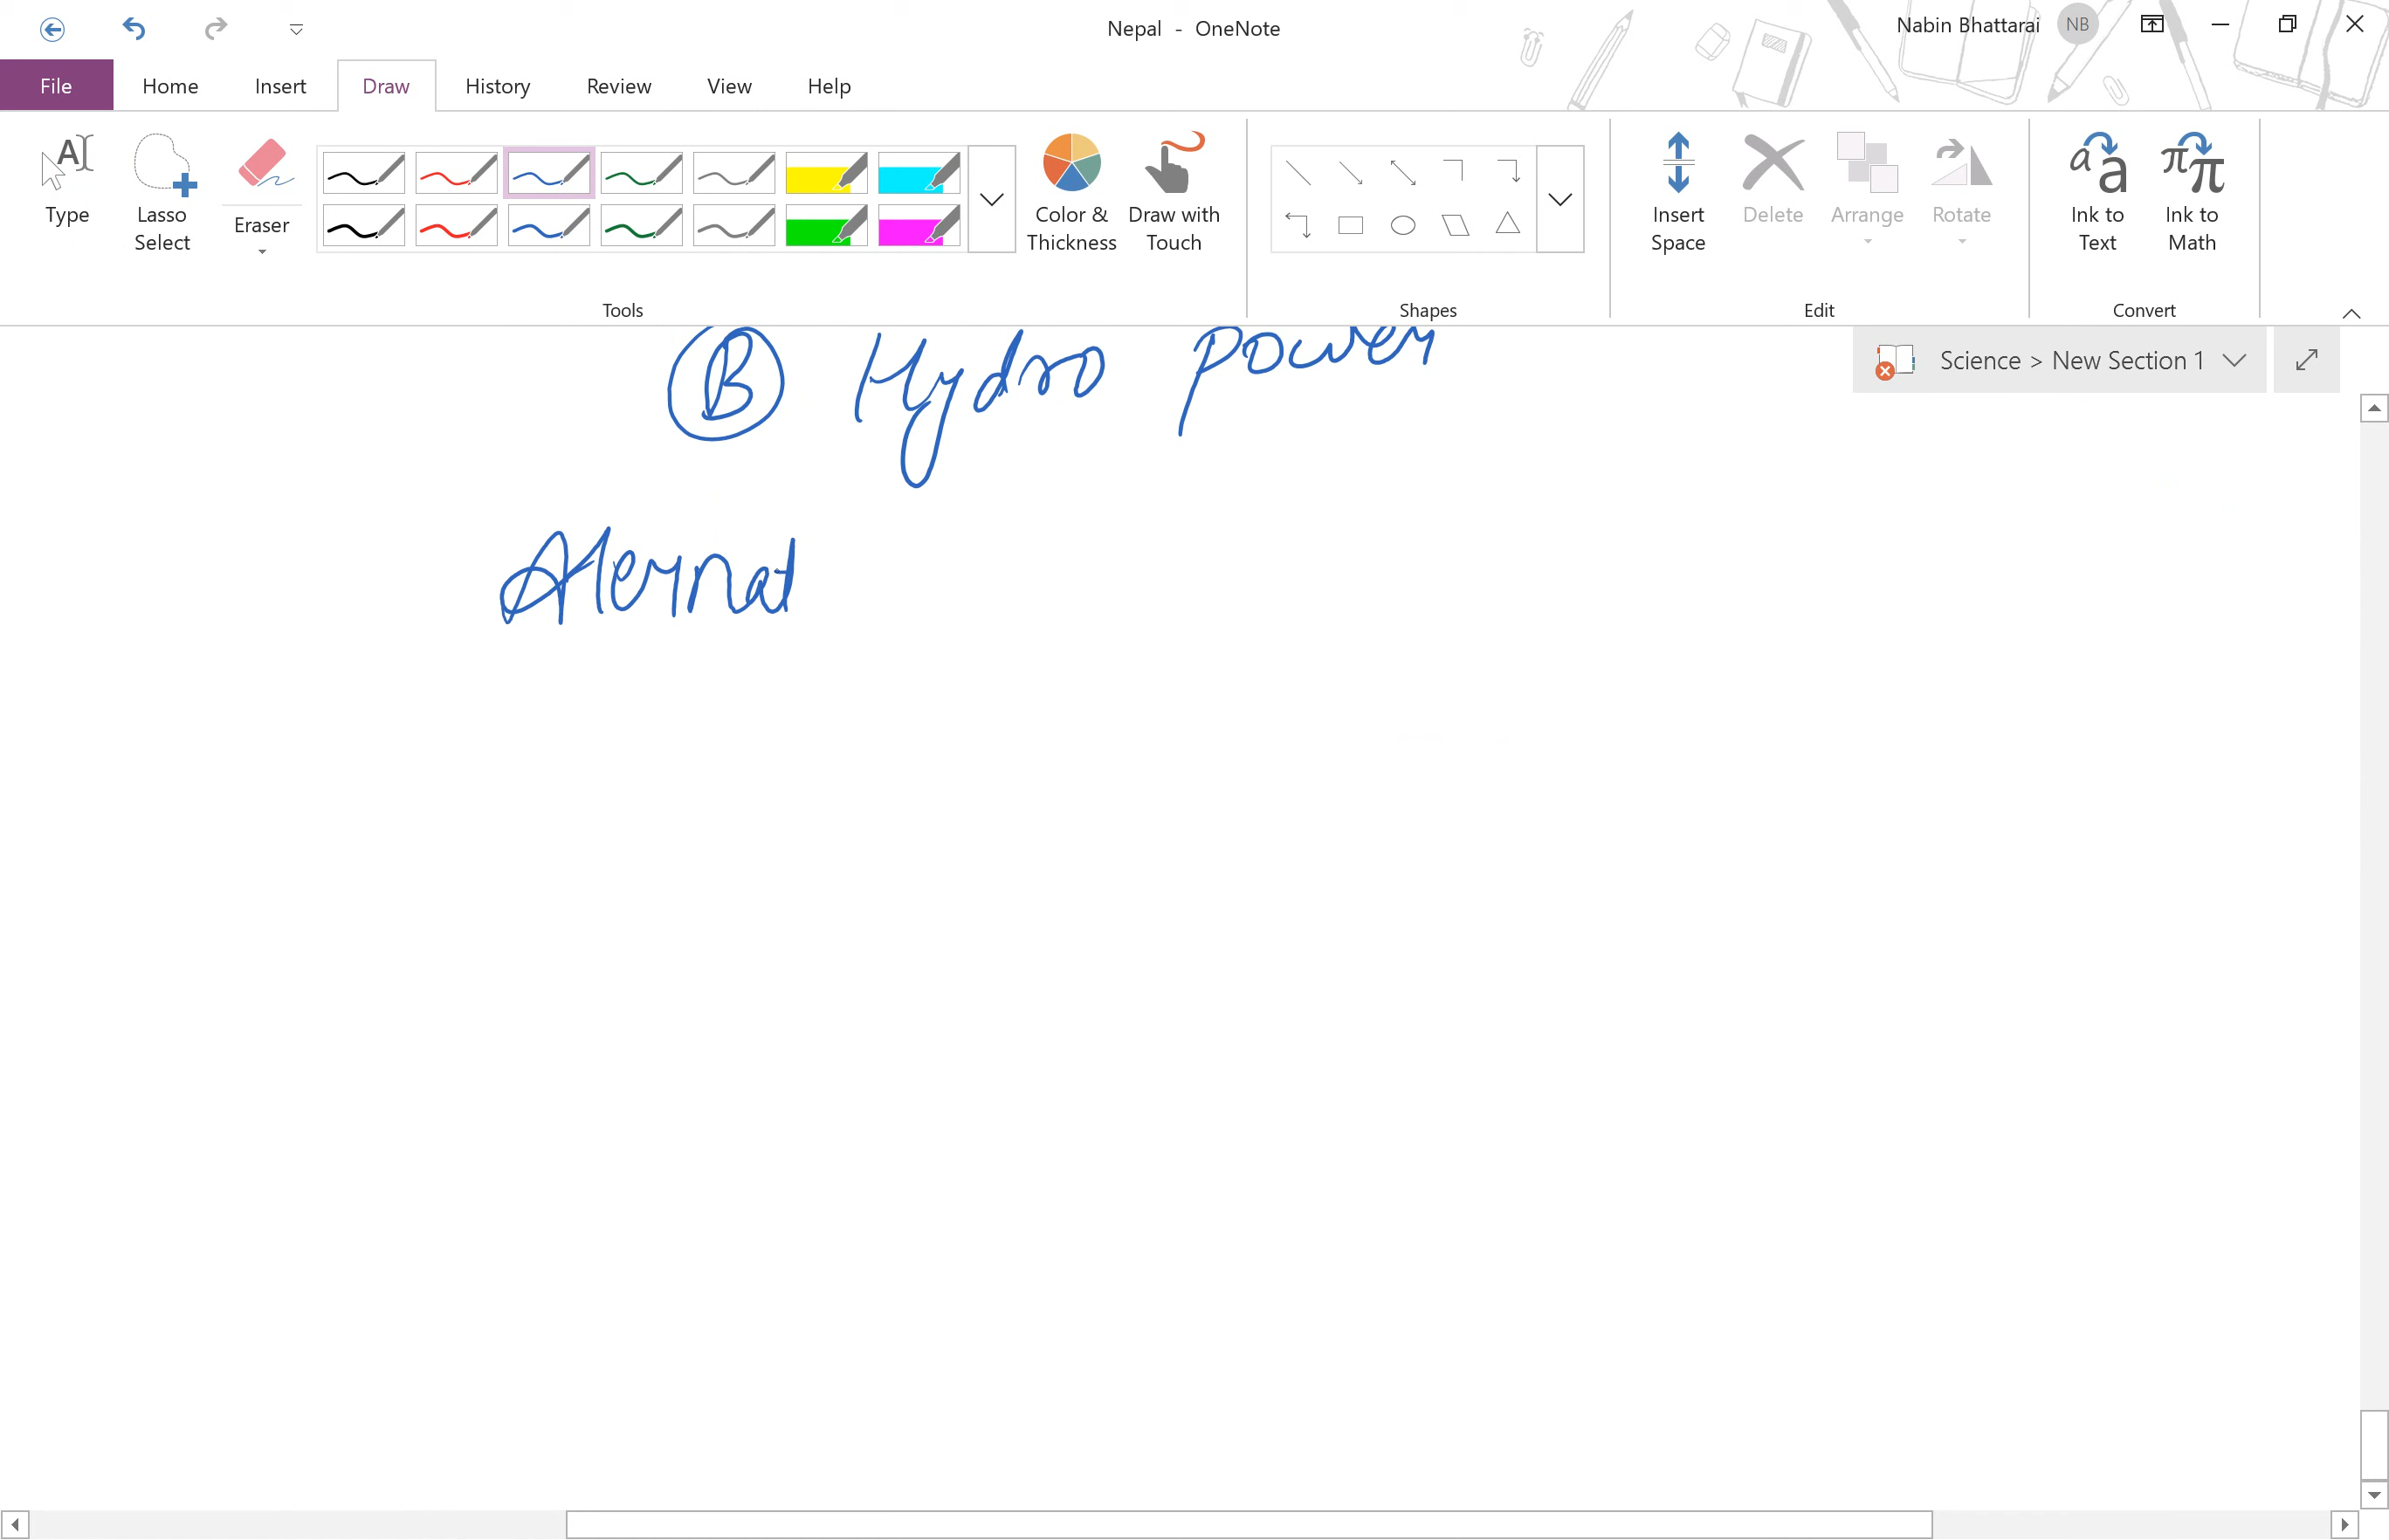 Nepal - OneNote
Nabin Bhattarai NB
File Home Insert Draw History Review View Help
Type
Lasso Select
Eraser
Color & Thickness
Draw with Touch
Insert Space
Delete
Arrange
Rotate
Ink to Text
Ink to Math
Tools Shapes Edit Convert
Science > New Section 1
B Hydro power
Alernat